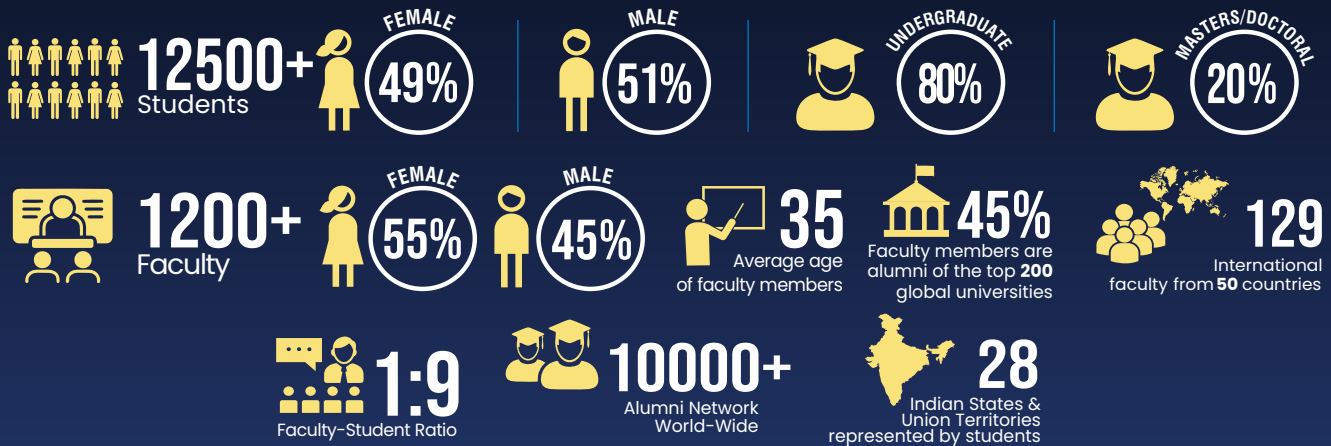 FEMALE
MALE
UNDERGRADUATE
MASTERS/DOCTORAL
12500+
Students
49%
51%
80%
20%
FEMALE
MALE
1200+
Faculty
55%
45%
35
Average age
of faculty members
45%
Faculty members are
alumni of the top 200
global universities
129
International
faculty from 50 countries
1:9
Faculty-Student Ratio
10000+
Alumni Network
World-Wide
28
Indian States &
Union Territories
represented by students